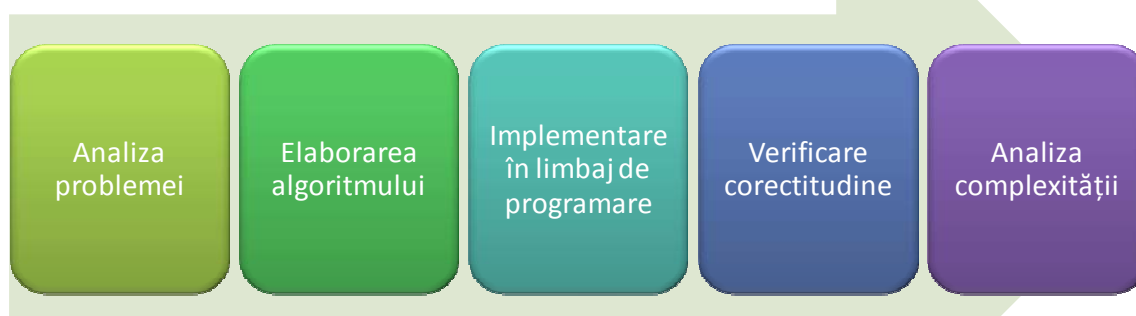 Analiza
problemei
Elaborarea
algoritmului
Implementare
în limbaj de
programare
Verificare
corectitudine
Analiza
complexității